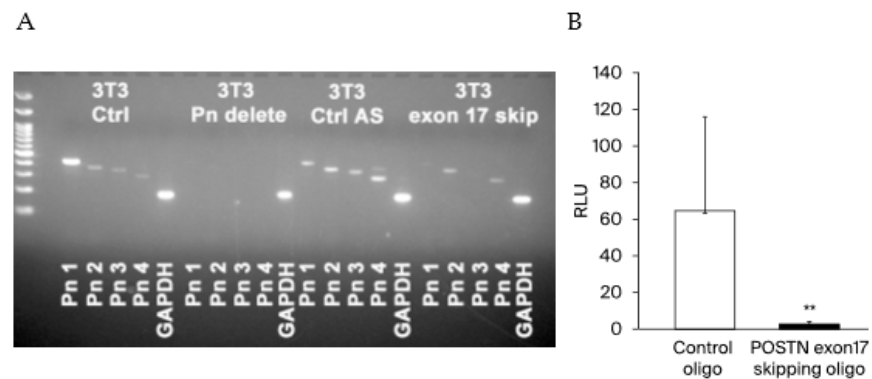 A
B
3T3
Ctrl
3T3
Pn delete
3T3
Ctrl AS
3T3
exon 17 skip
Pn 1
Pn 2
Pn 3
Pn 4
GAPDH
Pn 1
Pn 2
Pn 3
Pn 4
GAPDH
Pn 1
Pn 2
Pn 3
Pn 4
GAPDH
Pn 1
Pn 2
Pn 3
Pn 4
GAPDH
RLU
140
120
100
80
60
40
20
0
**
Control
oligo
POSTN exon17
skipping oligo